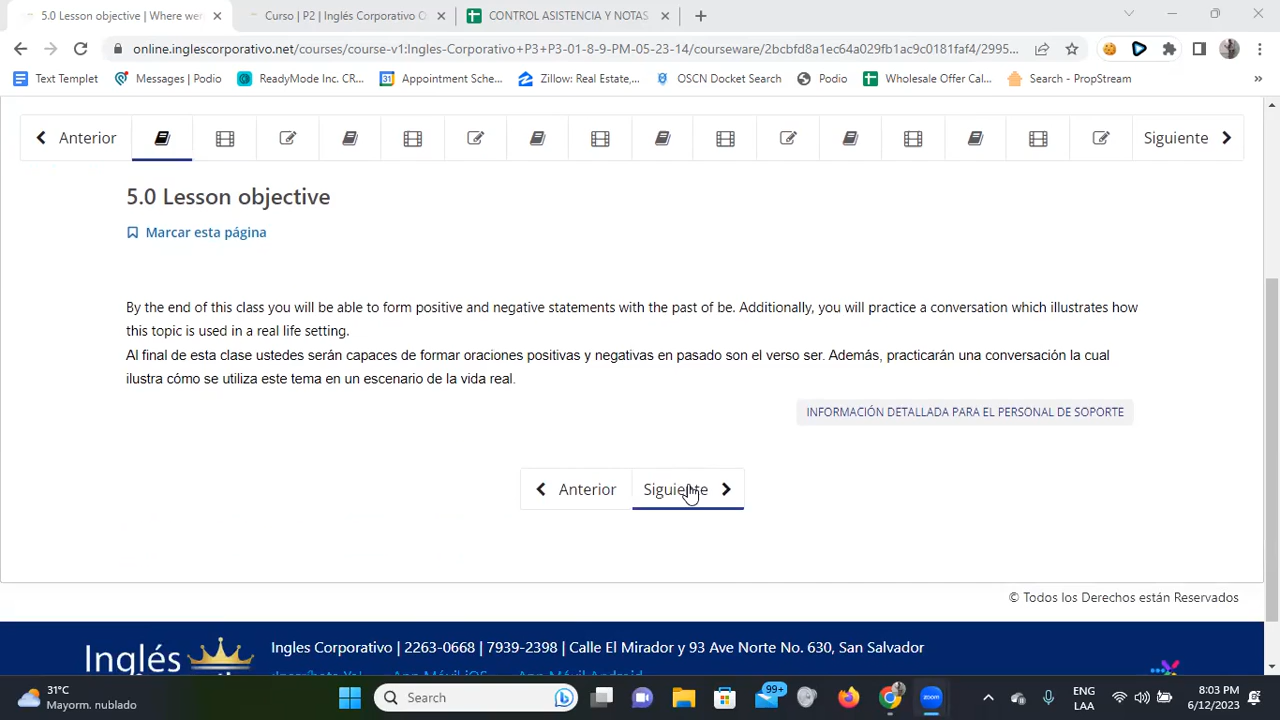 5.0 Lesson objective | Where wer
Curso | P2 | Inglés Corporativo O
CONTROL ASISTENCIA Y NOTAS
online.inglescorporativo.net/courses/course-v1:Ingles-Corporativo+P3+P3-01-8-9-PM-05-23-14/courseware/2bcbfd8a1ec64a029fb1ac9c0181faf4/2995...
Text Templet
Messages | Podio
ReadyMode Inc. CR...
31
Appointment Sche...
Zillow: Real Estate,...
OSCN Docket Search
Podio
Wholesale Offer Cal...
Search - PropStream
»
Anterior
Siguiente
5.0 Lesson objective
Marcar esta página
By the end of this class you will be able to form positive and negative statements with the past of be. Additionally, you will practice a conversation which illustrates how
this topic is used in a real life setting.
Al final de esta clase ustedes serán capaces de formar oraciones positivas y negativas en pasado son el verso ser. Además, practicarán una conversación la cual
ilustra cómo se utiliza este tema en un escenario de la vida real.
INFORMACIÓN DETALLADA PARA EL PERSONAL DE SOPORTE
Anterior
Siguiente
© Todos los Derechos están Reservados
Inglés
Ingles Corporativo | 2263-0668 | 7939-2398 | Calle El Mirador y 93 Ave Norte No. 630, San Salvador
31°C
Mayorm. nublado
Search
99+
zoom
ENG
LAA
8:03 PM
6/12/2023